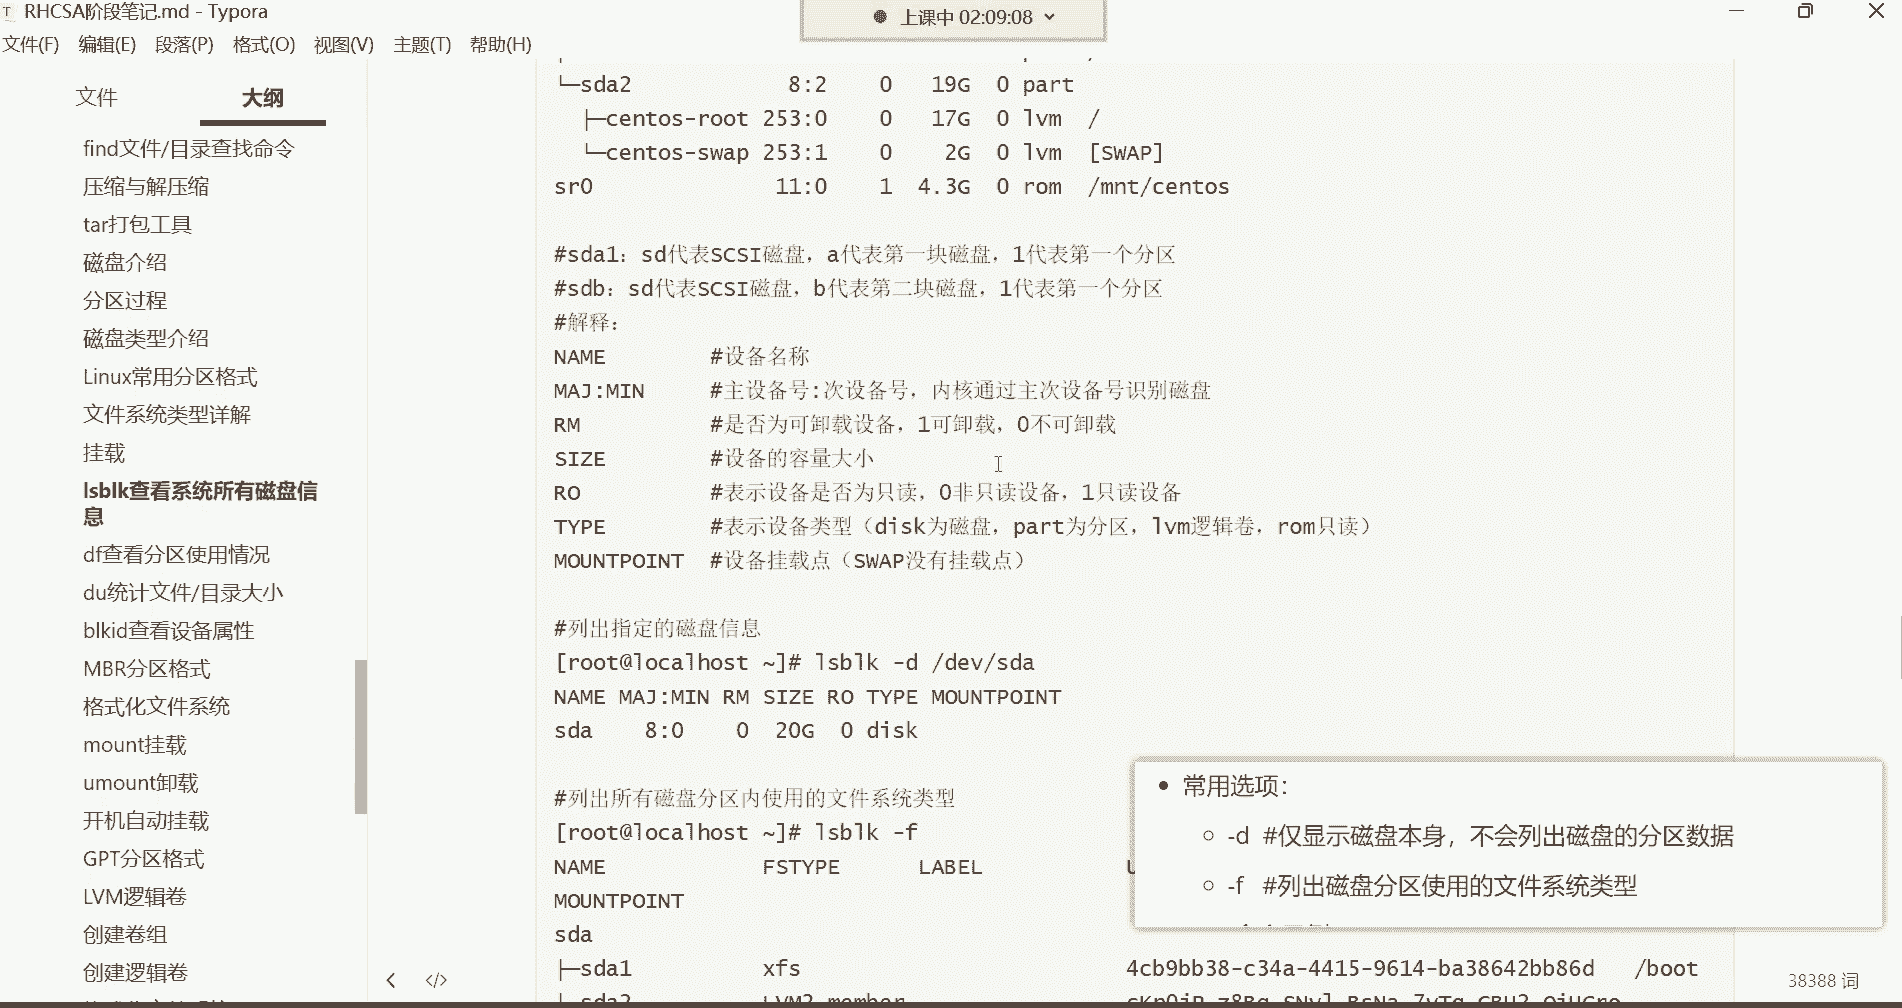 RHCSA阶段笔记.md - Typora
上课中 02:09:08
文件(F) 编辑(E) 段落(P) 格式(O) 视图(V) 主题(T) 帮助(H)
文件 大纲
find文件/目录查找命令
压缩与解压缩
tar打包工具
磁盘介绍
分区过程
磁盘类型介绍
Linux常用分区格式
文件系统类型详解
挂载
lsblk查看系统所有磁盘信
息
df查看分区使用情况
du统计文件/目录大小
blkid查看设备属性
MBR分区格式
格式化文件系统
mount挂载
umount卸载
开机自动挂载
GPT分区格式
LVM逻辑卷
创建卷组
创建逻辑卷
└─sda2 8:2 0 19G 0 part
├─centos-root 253:0 0 17G 0 lvm /
└─centos-swap 253:1 0 2G 0 lvm [SWAP]
sr0 11:0 1 4.3G 0 rom /mnt/centos
#sda1：sd代表SCSI磁盘，a代表第一块磁盘，1代表第一个分区
#sdb：sd代表SCSI磁盘，b代表第二块磁盘，1代表第一个分区
#解释：
NAME #设备名称
MAJ:MIN #主设备号:次设备号，内核通过主次设备号识别磁盘
RM #是否为可卸载设备，1可卸载，0不可卸载
SIZE #设备的容量大小
RO #表示设备是否为只读，0非只读设备，1只读设备
TYPE #表示设备类型（disk为磁盘，part为分区，lvm逻辑卷，rom只读）
MOUNTPOINT #设备挂载点（SWAP没有挂载点）
#列出指定的磁盘信息
[root@localhost ~]# lsblk -d /dev/sda
NAME MAJ:MIN RM SIZE RO TYPE MOUNTPOINT
sda 8:0 0 20G 0 disk
#列出所有磁盘分区内使用的文件系统类型
[root@localhost ~]# lsblk -f
NAME FSTYPE LABEL
MOUNTPOINT
sda
├─sda1 xfs 4cb9bb38-c34a-4415-9614-ba38642bb86d /boot
常用选项：
-d #仅显示磁盘本身，不会列出磁盘的分区数据
-f #列出磁盘分区使用的文件系统类型
38388 词